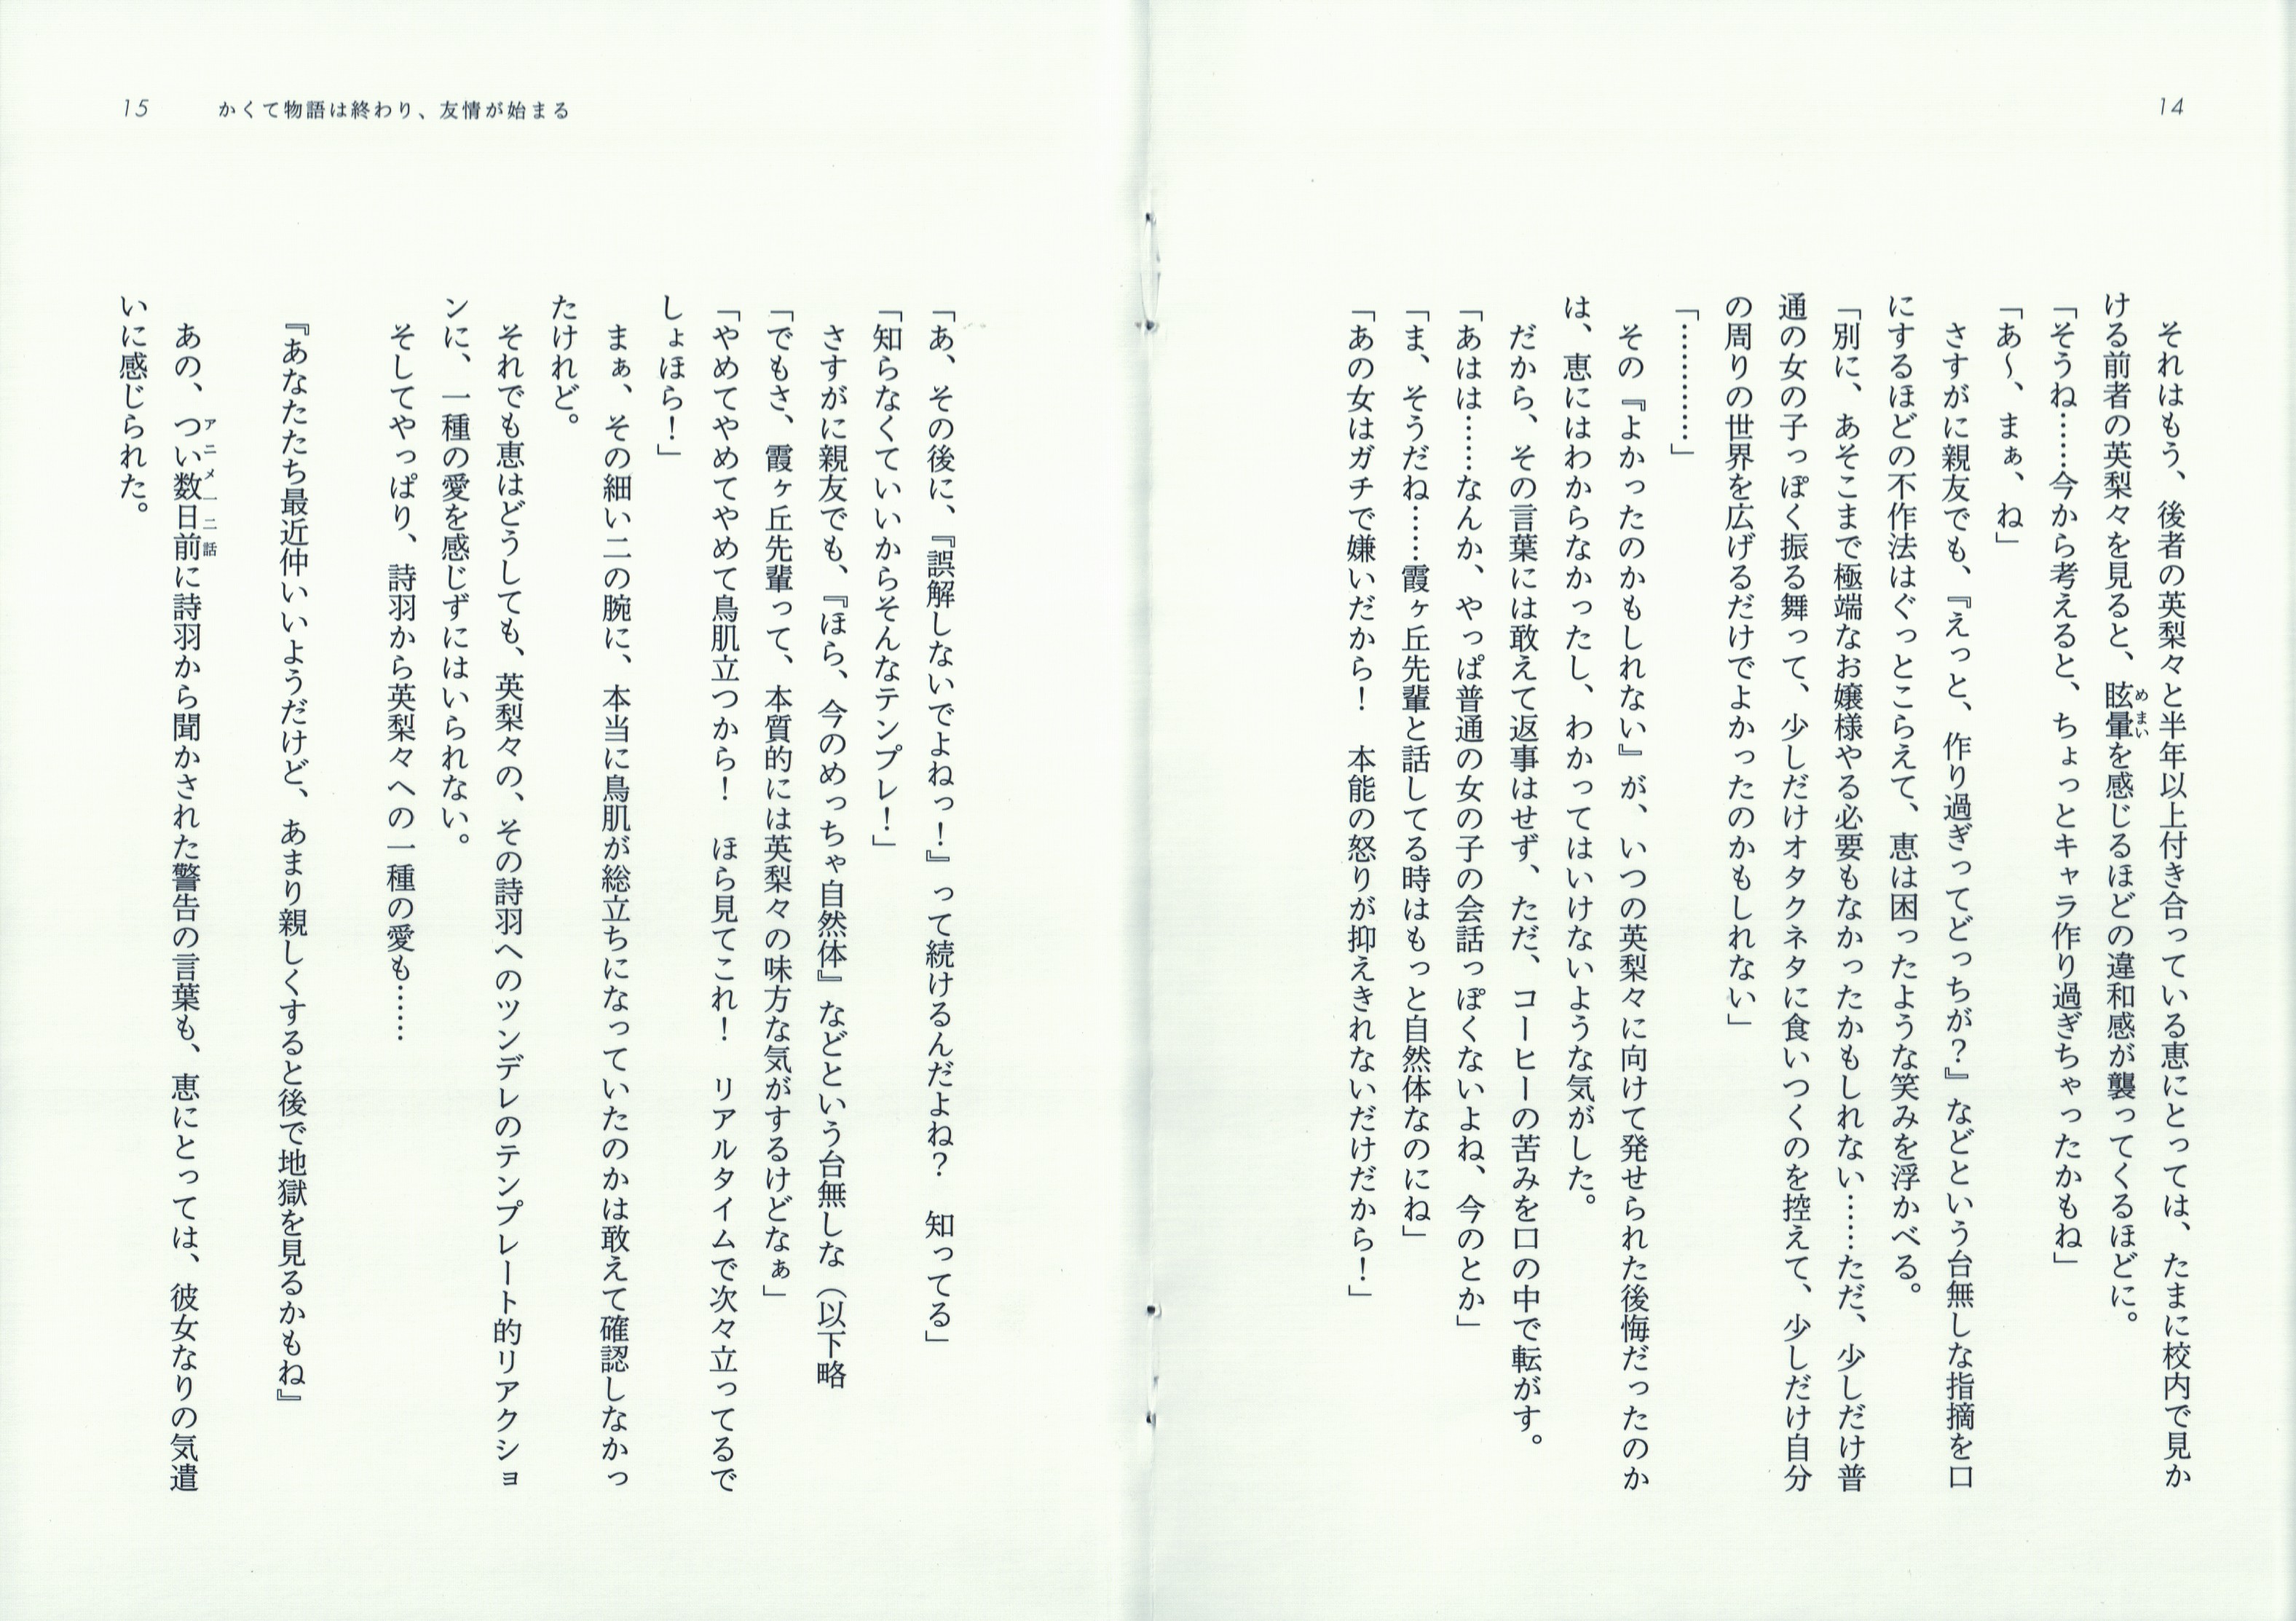 14
それはもう、後者の英梨々と半年以上付き合っている恵にとっては、たまに校内で見か
ける前者の英梨々を見ると、眩暈を感じるほどの違和感が襲ってくるほどに。
めまい
「そうね……今から考えると、ちょっとキャラ作り過ぎちゃったかもね」
「あ～、まぁ、ね」
さすがに親友でも、『えっと、作り過ぎってどっちが？』などという台無しな指摘を口
にするほどの不作法はぐっとこらえて、恵は困ったような笑みを浮かべる。
「別に、あそこまで極端なお嬢様やる必要もなかったかもしれない……ただ、少しだけ普
通の女の子っぽく振る舞って、少しだけオタクネタに食いつくのを控えて、少しだけ自分
の周りの世界を広げるだけでよかったのかもしれない」
「…………」
その『よかったのかもしれない』が、いつの英梨々に向けて発せられた後悔だったのか
は、恵にはわからなかったし、わかってはいけないような気がした。
だから、その言葉には敢えて返事はせず、ただ、コーヒーの苦みを口の中で転がす。
「あはは……なんか、やっぱ普通の女の子の会話っぽくないよね、今のとか」
「ま、そうだね……霞ヶ丘先輩と話してる時はもっと自然体なのにね」
「あの女はガチで嫌いだから！　本能の怒りが抑えきれないだけだから！」
15
かくて物語は終わり、友情が始まる
「あ、その後に、『誤解しないでよねっ！』って続けるんだよね？　知ってる」
「知らなくていいからそんなテンプレ！」
さすがに親友でも、『ほら、今のめっちゃ自然体』などという台無しな（以下略
「でもさ、霞ヶ丘先輩って、本質的には英梨々の味方な気がするけどなぁ」
「やめてやめてやめて鳥肌立つから！　ほら見てこれ！　リアルタイムで次々立ってるで
しょほら！」
まぁ、その細い二の腕に、本当に鳥肌が総立ちになっていたのかは敢えて確認しなかっ
たけれど。
それでも恵はどうしても、英梨々の、その詩羽へのツンデレのテンプレート的リアクショ
ンに、一種の愛を感じずにはいられない。
そしてやっぱり、詩羽から英梨々への一種の愛も……
『あなたたち最近仲いいようだけど、あまり親しくすると後で地獄を見るかもね』
あの、つい数日前に詩羽から聞かされた警告の言葉も、恵にとっては、彼女なりの気遣
アニメ一二話
いに感じられた。